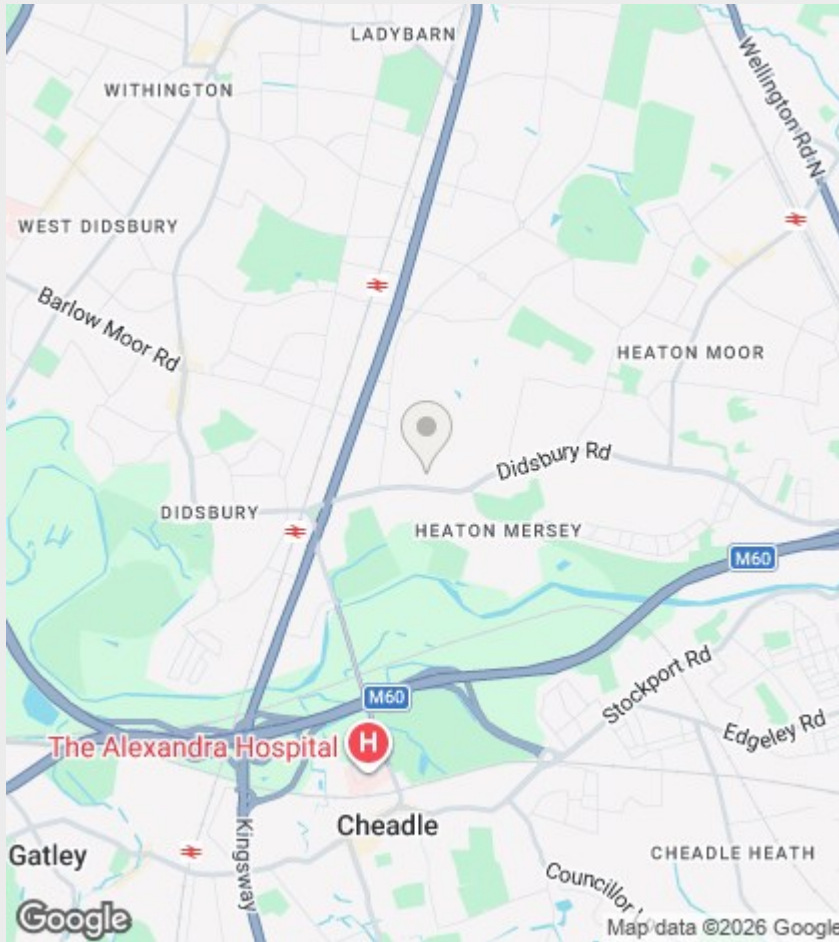 LADYBARN
WITHINGTON
Wellington Rd N
WEST DIDSBURY
Barlow Moor Rd
HEATON MOOR
Didsbury Rd
DIDSBURY
HEATON MERSEY
M60
Stockport Rd
M60
Edgeley Rd
The Alexandra Hospital
H
Cheadle
Gatley
Kingsway
CHEADLE HEATH
Councillor
Google
Map data ©2026 Google